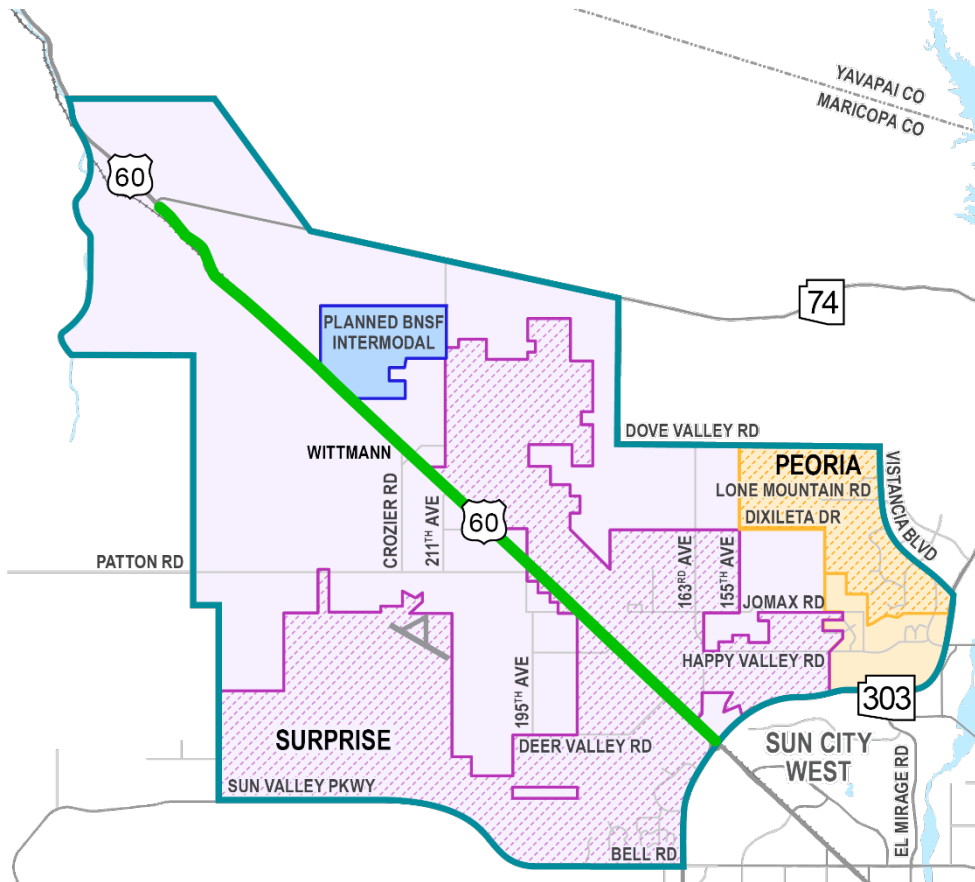 YAVAPAI CO
MARICOPA CO
60
74
PLANNED BNSF
INTERMODAL
DOVE VALLEY RD
WITTMANN
PEORIA
LONE MOUNTAIN RD
DIXILETA DR
VISTANCIA BLVD
CROZIER RD
211TH AVE
60
163RD AVE
155TH AVE
PATTON RD
JOMAX RD
HAPPY VALLEY RD
195TH AVE
303
SURPRISE
DEER VALLEY RD
SUN CITY
WEST
SUN VALLEY PKWY
EL MIRAGE RD
BELL RD